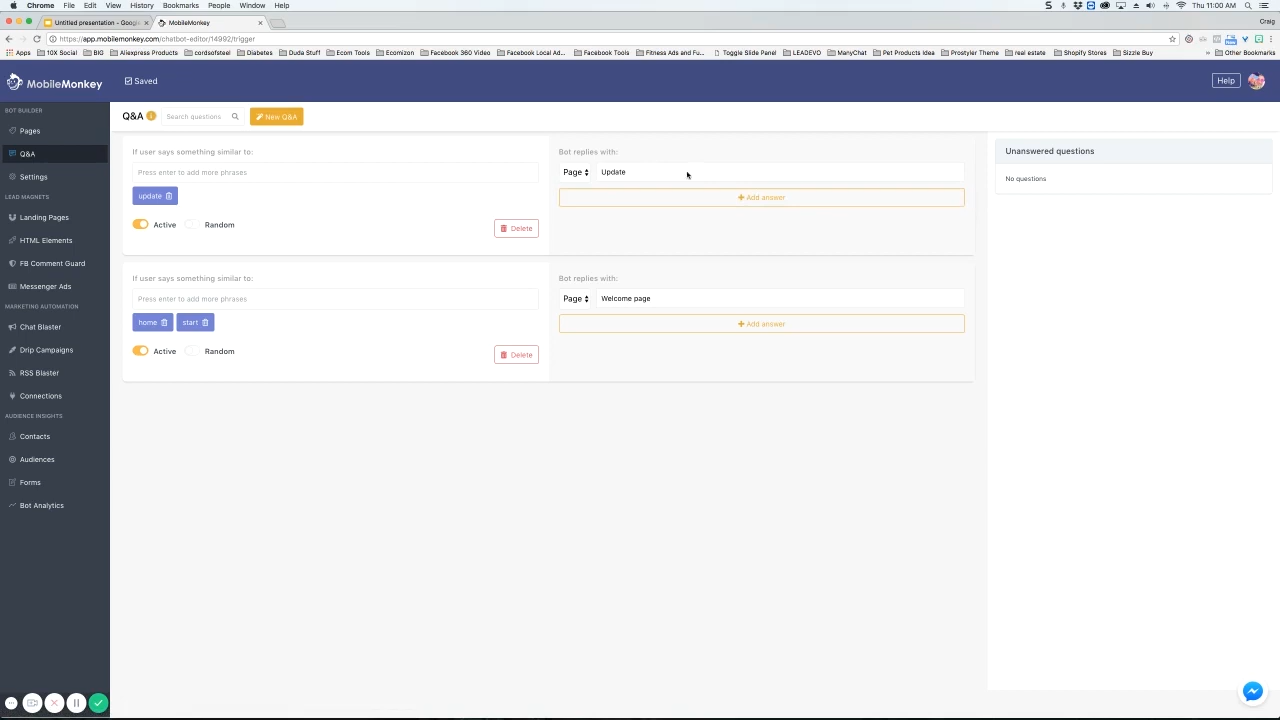 Chrome File Edit View History Bookmarks People Window Help Thu 11:00 AM
Untitled presentation - Google MobileMonkey Craig
https://app.mobilemonkey.com/chatbot-editor/14992/trigger
Apps 10X Social BIG Aliexpress Products cordsofsteel Diabetes Duda Stuff Ecom Tools Ecomizon Facebook 360 Video Facebook Local Ad... Facebook Tools Fitness Ads and Fu... Toggle Slide Panel LEADEVO ManyChat Pet Products Idea Prostyler Theme real estate Shopify Stores Sizzle Buy » Other Bookmarks
MobileMonkey Saved Help
BOT BUILDER
Pages
Q&A
Settings
LEAD MAGNETS
Landing Pages
HTML Elements
FB Comment Guard
Messenger Ads
MARKETING AUTOMATION
Chat Blaster
Drip Campaigns
RSS Blaster
Connections
AUDIENCE INSIGHTS
Contacts
Audiences
Forms
Bot Analytics
Q&A Search questions New Q&A
If user says something similar to:
Press enter to add more phrases
update
Active Random Delete
Bot replies with:
Page Update
+ Add answer
If user says something similar to:
Press enter to add more phrases
home start
Active Random Delete
Bot replies with:
Page Welcome page
+ Add answer
Unanswered questions
No questions